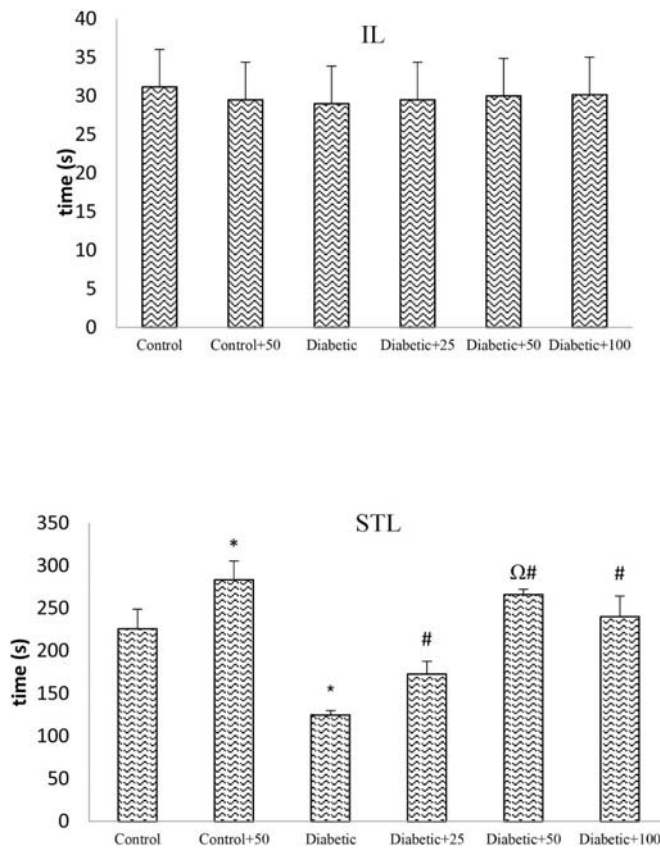 IL
time (s)
40
35
30
25
20
15
10
5
0
Control Control+50 Diabetic Diabetic+25 Diabetic+50 Diabetic+100
STL
time (s)
350
300
250
200
150
100
50
0
* * # Ω# #
Control Control+50 Diabetic Diabetic+25 Diabetic+50 Diabetic+100